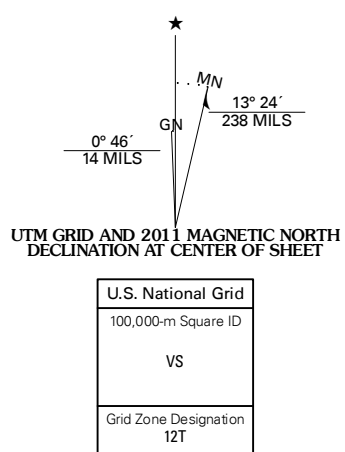 ★
MN
GN
13° 24´
238 MILS
0° 46´
14 MILS
UTM GRID AND 2011 MAGNETIC NORTH
DECLINATION AT CENTER OF SHEET
U.S. National Grid
100,000-m Square ID
VS
Grid Zone Designation
12T